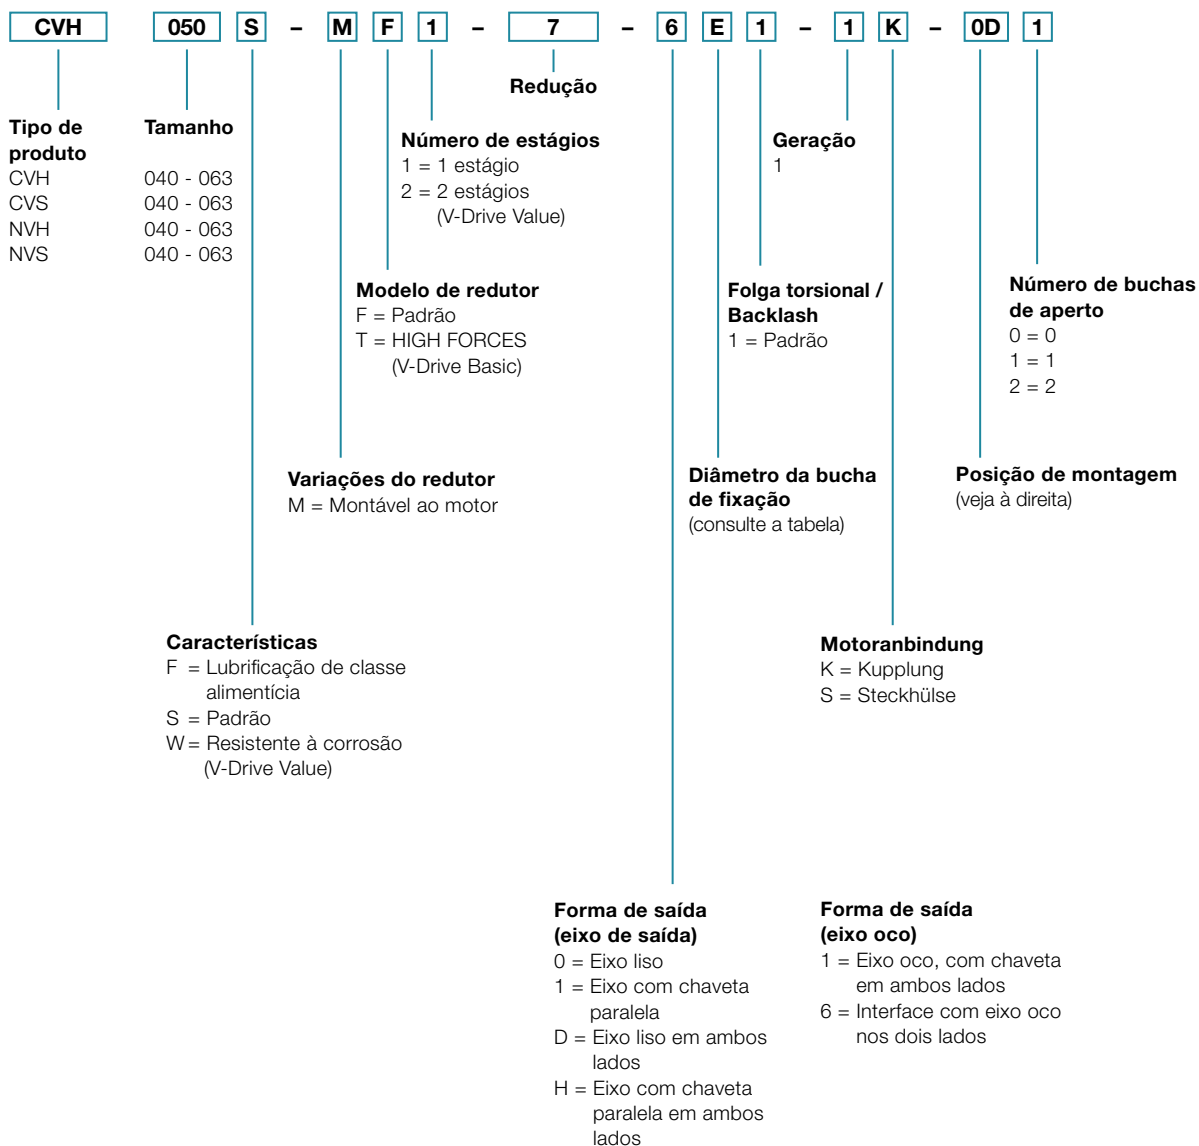 CVH 050 S – M F 1 – 7 – 6 E 1 – 1 K – 0D 1
Redução
Tipo de
produto
CVH
CVS
NVH
NVS
Tamanho
040 - 063
040 - 063
040 - 063
040 - 063
Número de estágios
1 = 1 estágio
2 = 2 estágios
(V-Drive Value)
Geração
1
Modelo de redutor
F = Padrão
T = HIGH FORCES
(V-Drive Basic)
Folga torsional /
Backlash
1 = Padrão
Número de buchas
de aperto
0 = 0
1 = 1
2 = 2
Variações do redutor
M = Montável ao motor
Diâmetro da bucha
de fixação
(consulte a tabela)
Posição de montagem
(veja à direita)
Características
F = Lubrificação de classe
alimentícia
S = Padrão
W = Resistente à corrosão
(V-Drive Value)
Motoranbindung
K = Kupplung
S = Steckhülse
Forma de saída
(eixo de saída)
0 = Eixo liso
1 = Eixo com chaveta
paralela
D = Eixo liso em ambos
lados
H = Eixo com chaveta
paralela em ambos
lados
Forma de saída
(eixo oco)
1 = Eixo oco, com chaveta
em ambos lados
6 = Interface com eixo oco
nos dois lados